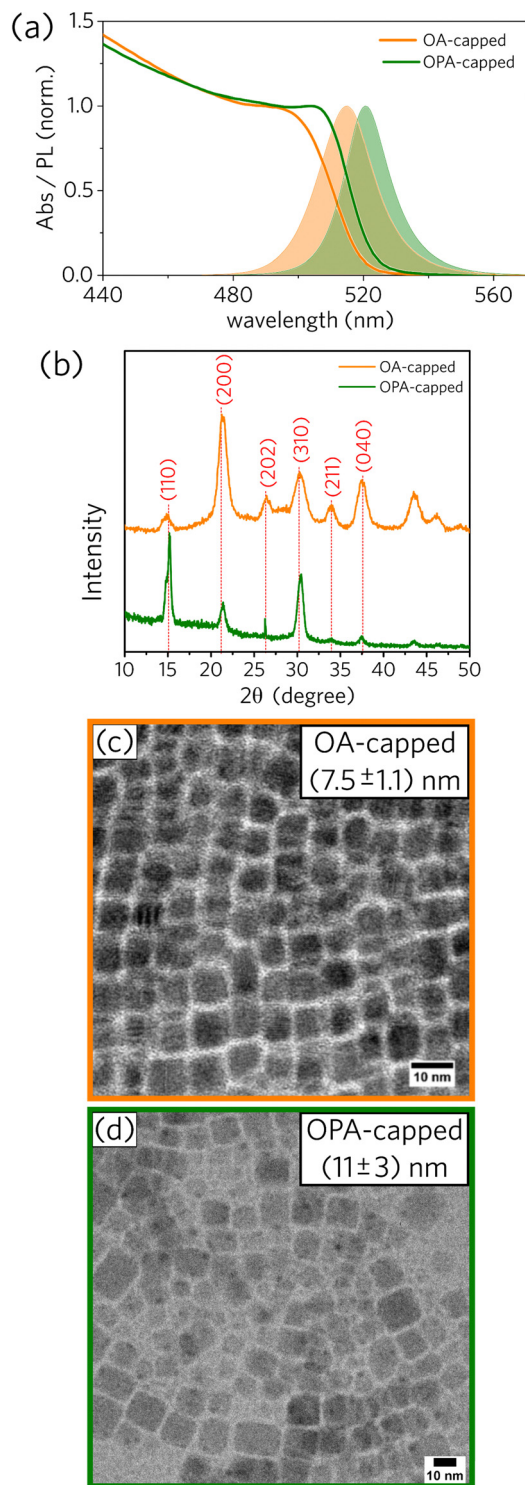 (a)
1.5
1.0
0.5
0.0
Abs / PL (norm.)
OA-capped
OPA-capped
440
480
520
560
wavelength (nm)
(b)
OA-capped
OPA-capped
(110)
(200)
(202)
(310)
(211)
(040)
Intensity
10 15 20 25 30 35 40 45 50
2θ (degree)
(c)
OA-capped
(7.5±1.1) nm
10 nm
(d)
OPA-capped
(11±3) nm
10 nm